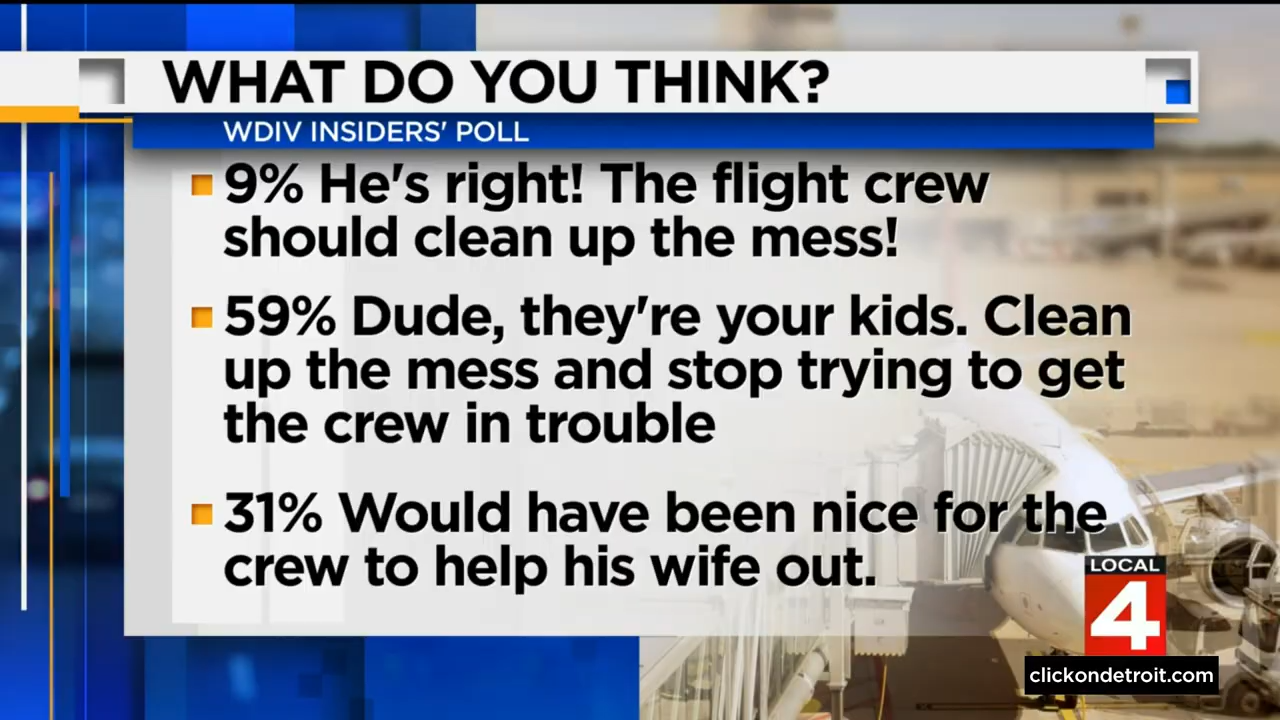 WHAT DO YOU THINK?
WDIV INSIDERS' POLL
9% He's right! The flight crew
should clean up the mess!
59% Dude, they're your kids. Clean
up the mess and stop trying to get
the crew in trouble
31% Would have been nice for the
crew to help his wife out.
LOCAL
4
clickondetroit.com